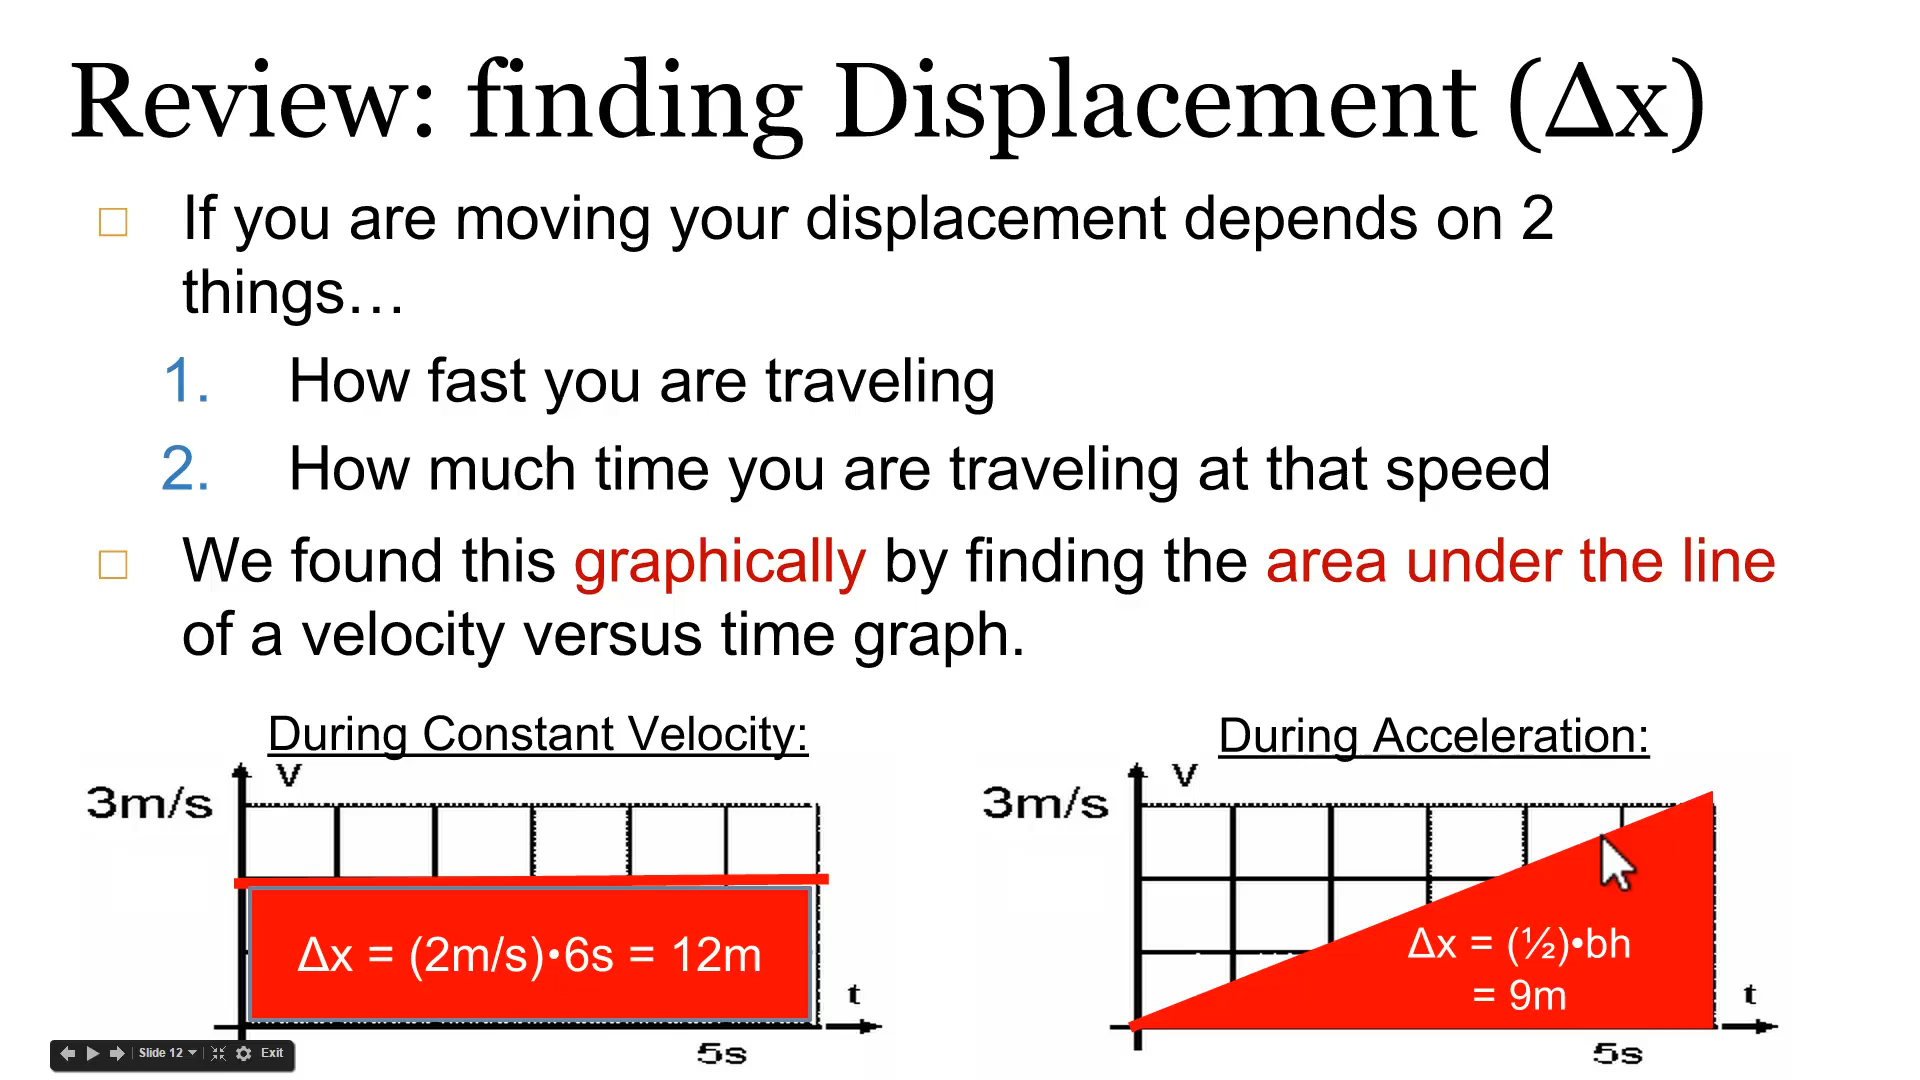 Review: finding Displacement (Δx)
If you are moving your displacement depends on 2
things…
1. How fast you are traveling
2. How much time you are traveling at that speed
We found this graphically by finding the area under the line
of a velocity versus time graph.
During Constant Velocity:
v
3m/s
Δx = (2m/s)•6s = 12m
t
5s
During Acceleration:
v
3m/s
Δx = (½)•bh
= 9m
t
5s
Slide 12 Exit